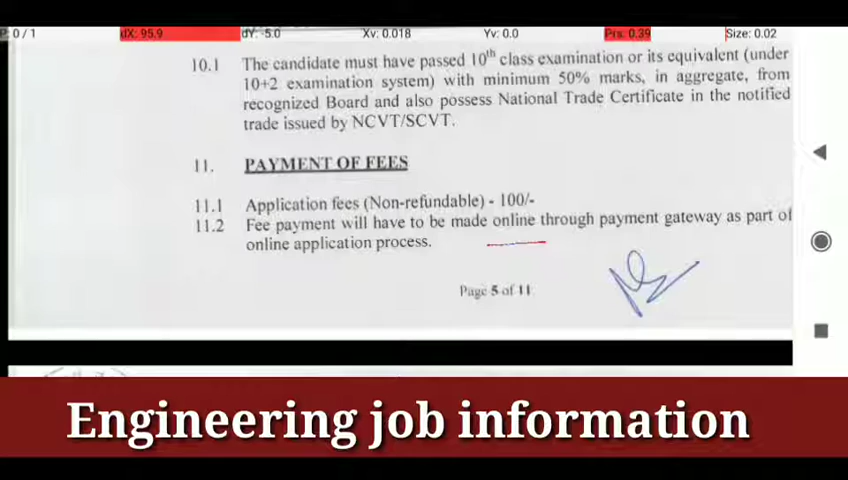 P: 0 / 1 dX: 95.9 dY: -5.0 Xv: 0.018 Yv: 0.0 Prs: 0.39 Size: 0.02
10.1 The candidate must have passed 10th class examination or its equivalent (under
10+2 examination system) with minimum 50% marks, in aggregate, from
recognized Board and also possess National Trade Certificate in the notified
trade issued by NCVT/SCVT.
11. PAYMENT OF FEES
11.1 Application fees (Non-refundable) - 100/-
11.2 Fee payment will have to be made online through payment gateway as part of
online application process.
Page 5 of 11
Engineering job information